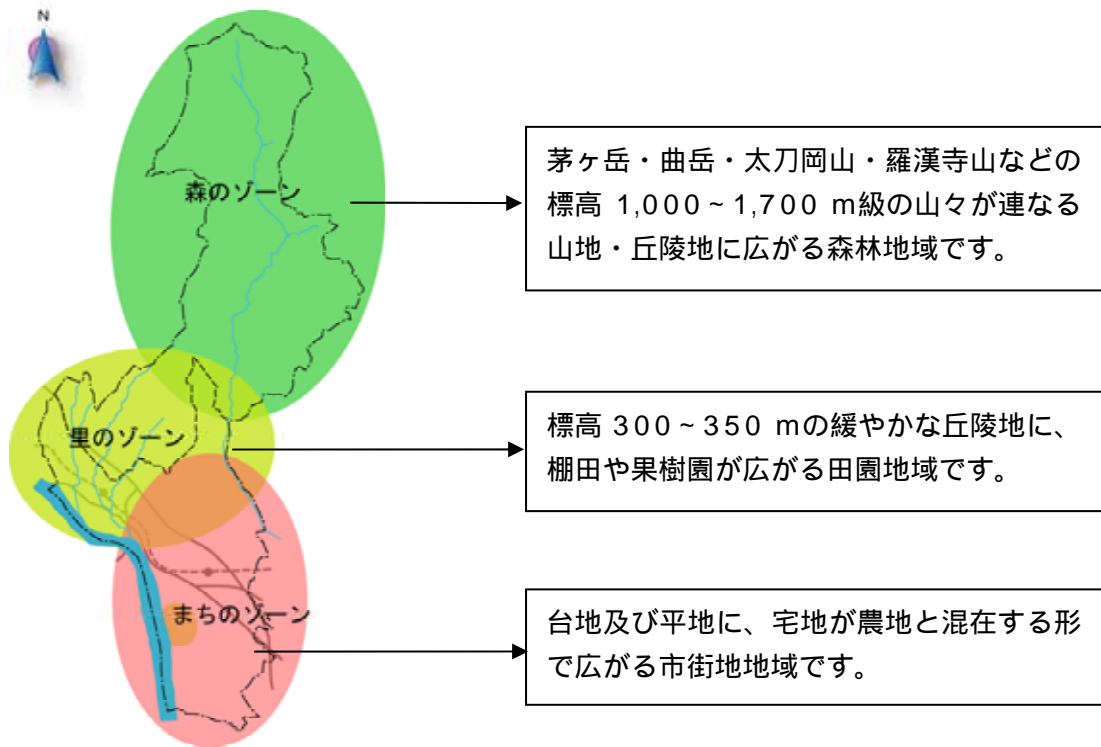 N
森のゾーン
茅ヶ岳・曲岳・太刀岡山・羅漢寺山などの
標高 1,000～1,700 m級の山々が連なる
山地・丘陵地に広がる森林地域です。
里のゾーン
標高 300～350 mの緩やかな丘陵地に、
棚田や果樹園が広がる田園地域です。
まちのゾーン
台地及び平地に、宅地が農地と混在する形
で広がる市街地地域です。